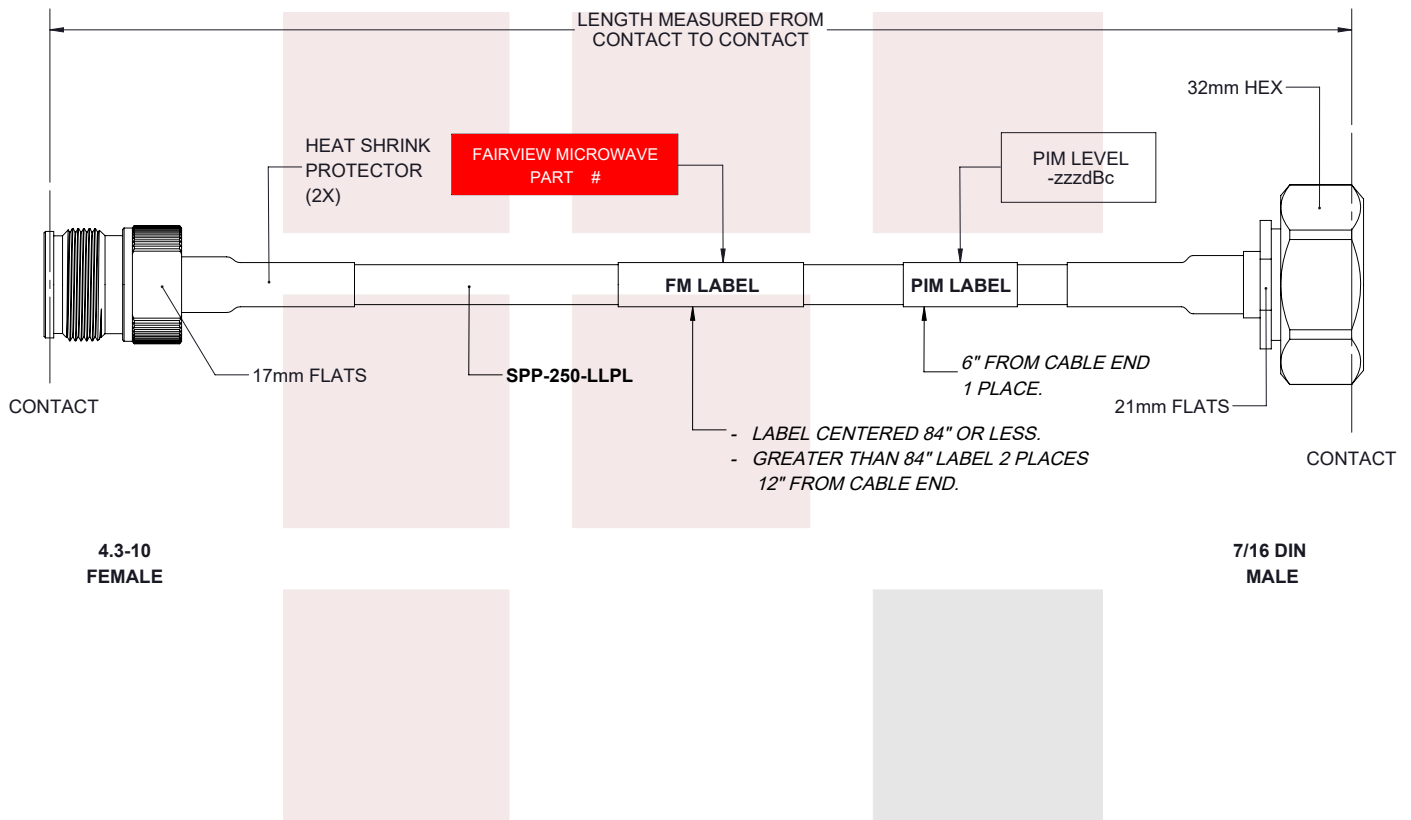 LENGTH MEASURED FROM
CONTACT TO CONTACT
32mm HEX
HEAT SHRINK
PROTECTOR
(2X)
FAIRVIEW MICROWAVE
PART #
PIM LEVEL
-zzzdBc
FM LABEL
PIM LABEL
17mm FLATS
SPP-250-LLPL
6" FROM CABLE END
1 PLACE.
21mm FLATS
CONTACT
- LABEL CENTERED 84" OR LESS.
- GREATER THAN 84" LABEL 2 PLACES
12" FROM CABLE END.
CONTACT
4.3-10
FEMALE
7/16 DIN
MALE